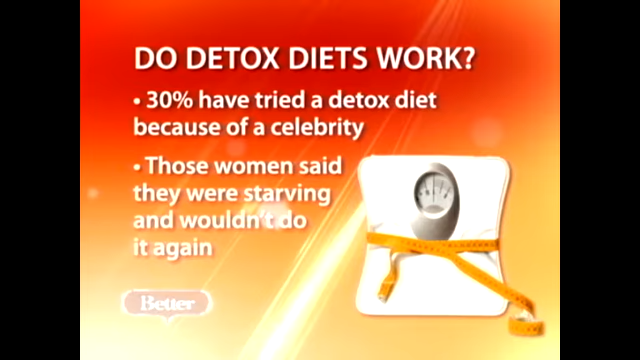 DO DETOX DIETS WORK?
• 30% have tried a detox diet
because of a celebrity
• Those women said
they were starving
and wouldn't do
it again
Better